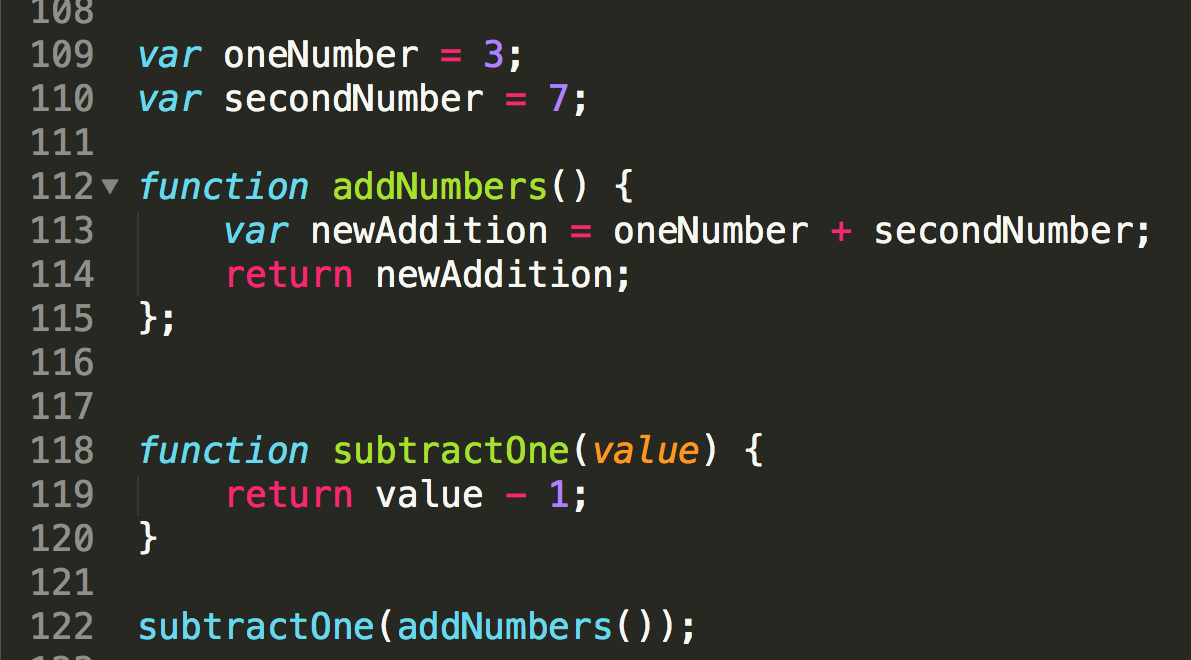 108
109 var oneNumber = 3;
110 var secondNumber = 7;
111
112 function addNumbers() {
113     var newAddition = oneNumber + secondNumber;
114     return newAddition;
115 };
116
117
118 function subtractOne(value) {
119     return value - 1;
120 }
121
122 subtractOne(addNumbers());